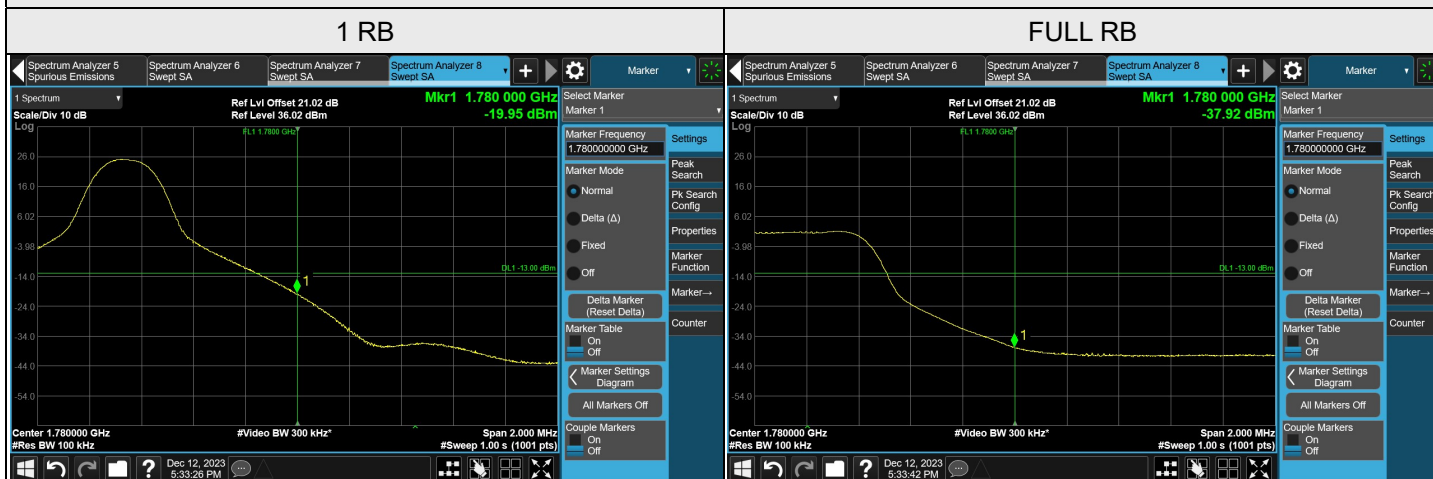 1 RB
FULL RB
Spectrum Analyzer 5
Spurious Emissions
Spectrum Analyzer 6
Swept SA
Spectrum Analyzer 7
Swept SA
Spectrum Analyzer 8
Swept SA
+
Marker
1 Spectrum
Scale/Div 10 dB
Log
Ref Lvl Offset 21.02 dB
Ref Level 36.02 dBm
Mkr1 1.780 000 GHz
-19.95 dBm
FL1 1.7800 GHz
26.0
16.0
6.02
-3.98
-14.0
-24.0
-34.0
-44.0
-54.0
DL1 -13.00 dBm
1
Center 1.780000 GHz
#Res BW 100 kHz
#Video BW 300 kHz*
Span 2.000 MHz
#Sweep 1.00 s (1001 pts)
Select Marker
Marker 1
Marker Frequency
1.780000000 GHz
Marker Mode
Normal
Delta (Δ)
Fixed
Off
Delta Marker
(Reset Delta)
Marker Table
On
Off
Marker Settings
Diagram
All Markers Off
Couple Markers
On
Off
Settings
Peak
Search
Pk Search
Config
Properties
Marker
Function
Marker→
Counter
?
Dec 12, 2023
5:33:26 PM
Spectrum Analyzer 5
Spurious Emissions
Spectrum Analyzer 6
Swept SA
Spectrum Analyzer 7
Swept SA
Spectrum Analyzer 8
Swept SA
+
Marker
1 Spectrum
Scale/Div 10 dB
Log
Ref Lvl Offset 21.02 dB
Ref Level 36.02 dBm
Mkr1 1.780 000 GHz
-37.92 dBm
FL1 1.7800 GHz
26.0
16.0
6.02
-3.98
-14.0
-24.0
-34.0
-44.0
-54.0
DL1 -13.00 dBm
1
Center 1.780000 GHz
#Res BW 100 kHz
#Video BW 300 kHz*
Span 2.000 MHz
#Sweep 1.00 s (1001 pts)
Select Marker
Marker 1
Marker Frequency
1.780000000 GHz
Marker Mode
Normal
Delta (Δ)
Fixed
Off
Delta Marker
(Reset Delta)
Marker Table
On
Off
Marker Settings
Diagram
All Markers Off
Couple Markers
On
Off
Settings
Peak
Search
Pk Search
Config
Properties
Marker
Function
Marker→
Counter
?
Dec 12, 2023
5:33:42 PM